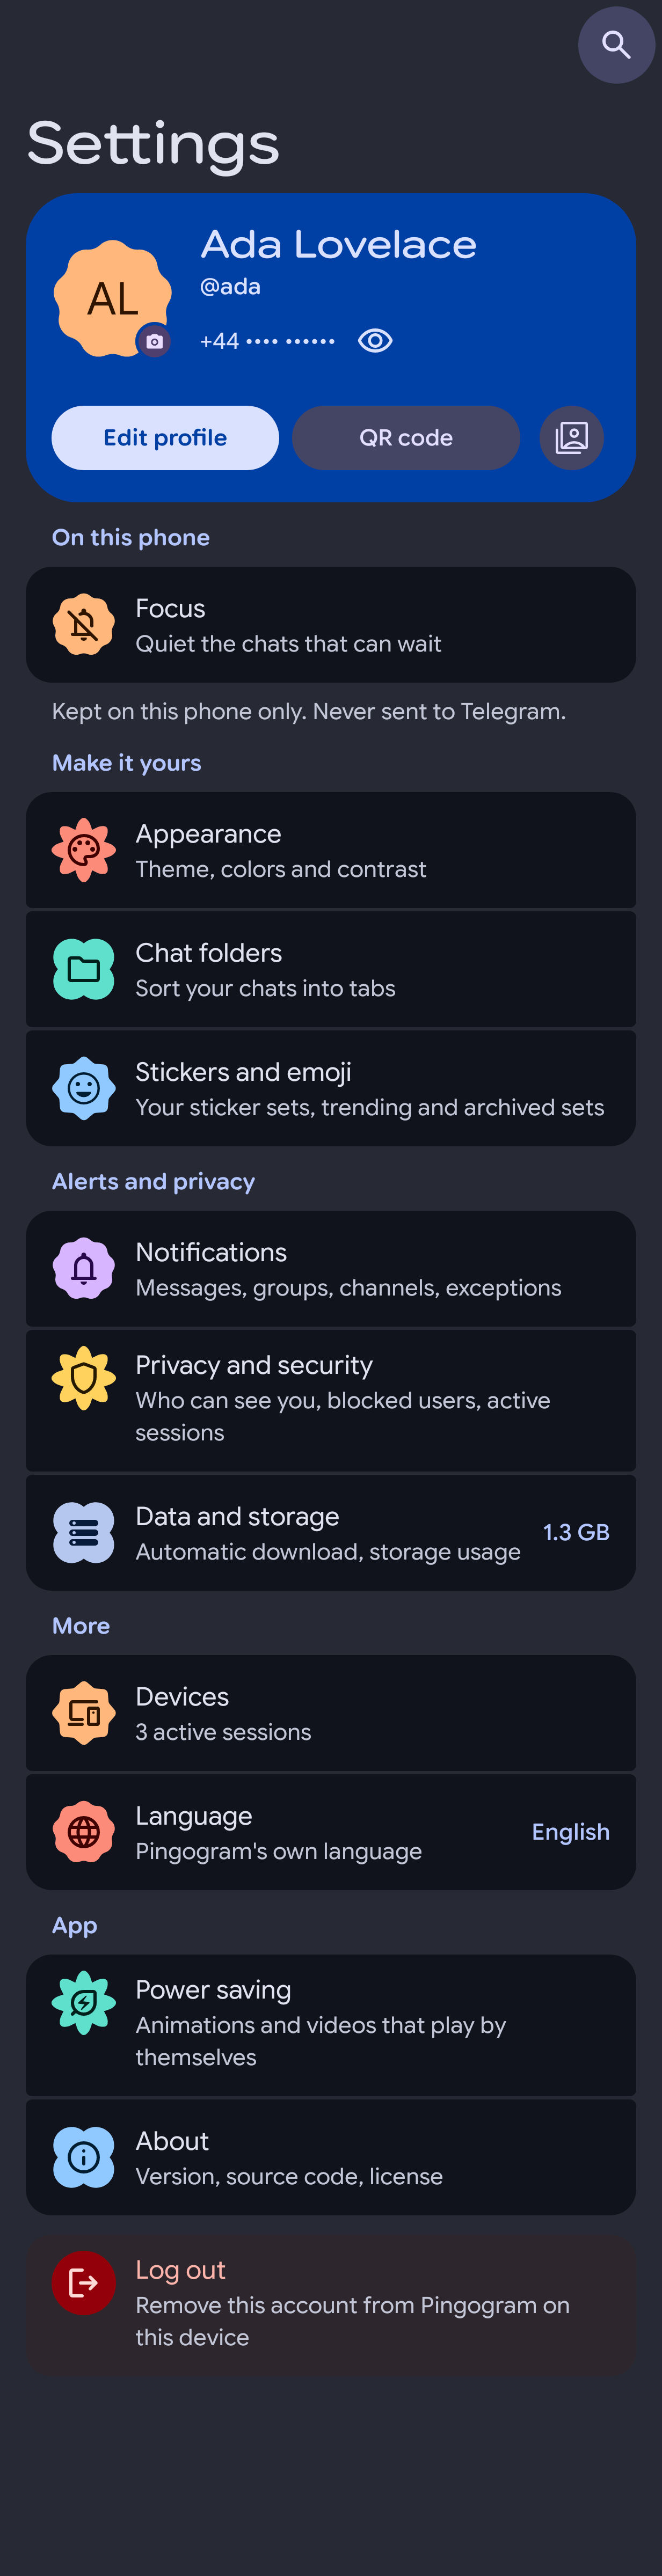 Settings
Ada Lovelace
AL
@ada
+44 •••• ••••••
Edit profile
QR code
On this phone
Focus
Quiet the chats that can wait
Kept on this phone only. Never sent to Telegram.
Make it yours
Appearance
Theme, colors and contrast
Chat folders
Sort your chats into tabs
Stickers and emoji
Your sticker sets, trending and archived sets
Alerts and privacy
Notifications
Messages, groups, channels, exceptions
Privacy and security
Who can see you, blocked users, active
sessions
Data and storage
Automatic download, storage usage
1.3 GB
More
Devices
3 active sessions
Language
Pingogram's own language
English
App
Power saving
Animations and videos that play by
themselves
About
Version, source code, license
Log out
Remove this account from Pingogram on
this device